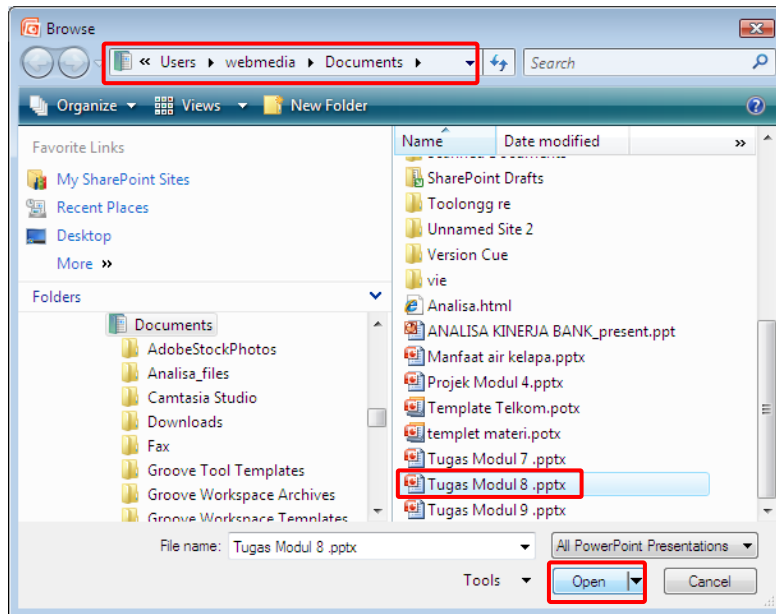 Browse
Users webmedia Documents
Search
Organize Views New Folder
Favorite Links
My SharePoint Sites
Recent Places
Desktop
More »
Folders
Documents
AdobeStockPhotos
Analisa_files
Camtasia Studio
Downloads
Fax
Groove Tool Templates
Groove Workspace Archives
Groove Workspace Templates
Name Date modified »
SharePoint Drafts
Toolongg re
Unnamed Site 2
Version Cue
vie
Analisa.html
ANALISA KINERJA BANK_present.ppt
Manfaat air kelapa.pptx
Projek Modul 4.pptx
Template Telkom.potx
templet materi.potx
Tugas Modul 7 .pptx
Tugas Modul 8 .pptx
Tugas Modul 9 .pptx
File name: Tugas Modul 8 .pptx All PowerPoint Presentations
Tools Open Cancel